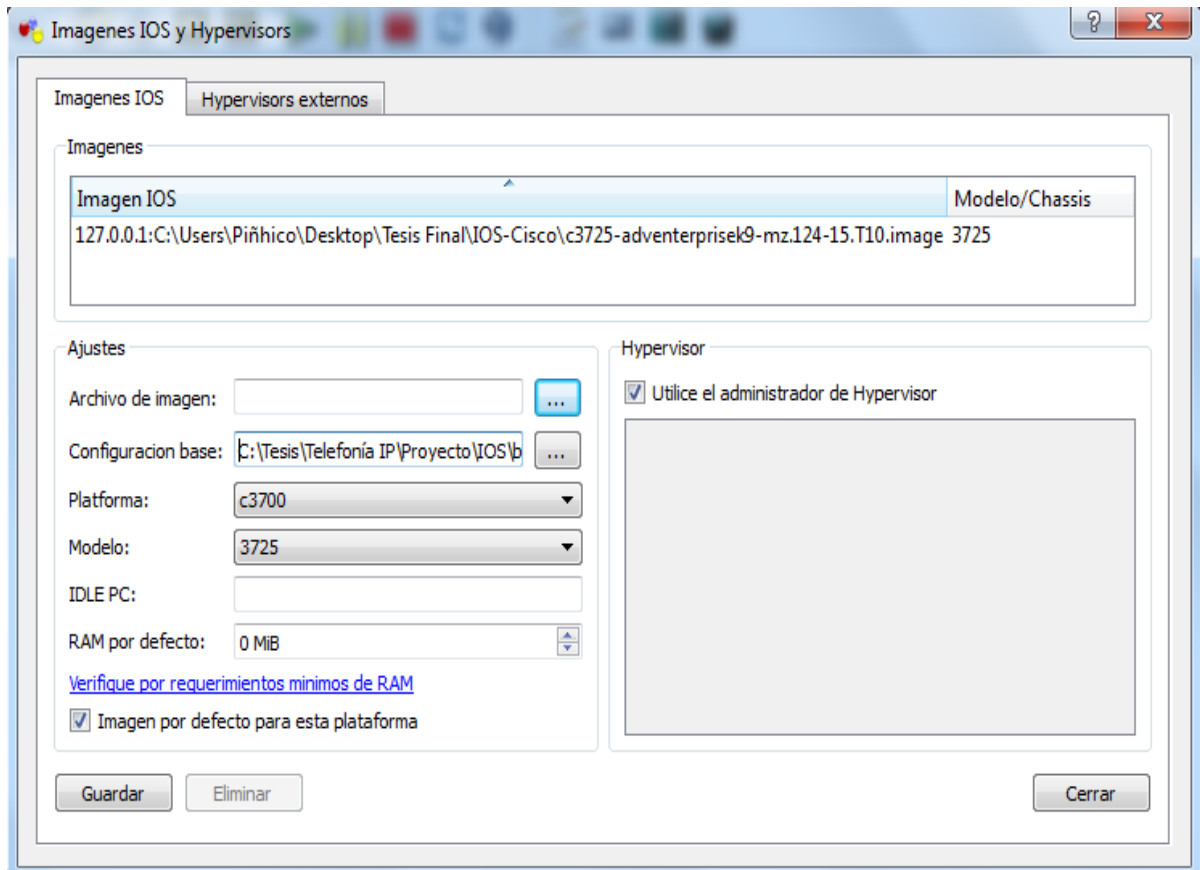 Imagenes IOS y Hypervisors
?
X
Imagenes IOS
Hypervisors externos
Imagenes
Imagen IOS Modelo/Chassis
127.0.0.1:C:\Users\Piñhico\Desktop\Tesis Final\IOS-Cisco\c3725-adventerprisek9-mz.124-15.T10.image 3725
Ajustes
Archivo de imagen: ...
Configuracion base: C:\Tesis\Telefonía IP\Proyecto\IOS\b ...
Platforma: c3700
Modelo: 3725
IDLE PC:
RAM por defecto: 0 MiB
Verifique por requerimientos minimos de RAM
Imagen por defecto para esta plataforma
Hypervisor
Utilice el administrador de Hypervisor
Guardar
Eliminar
Cerrar